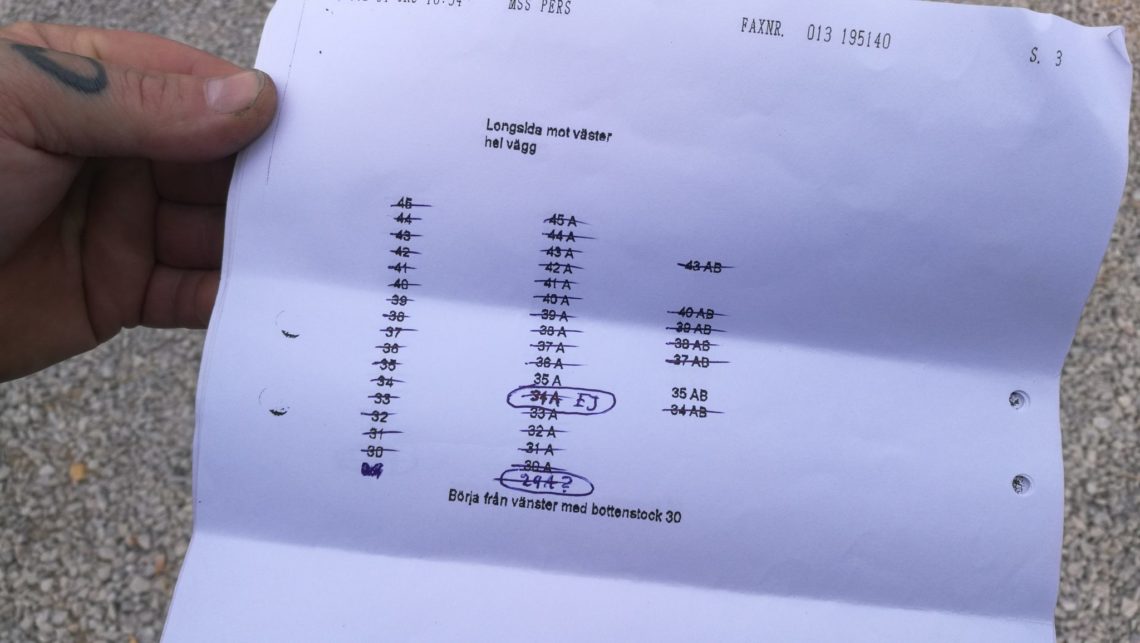 MSS PERS
FAXNR. 013 195140
S. 3
Longsida mot väster
hel vägg
45
44
43
42
41
40
39
38
37
36
35
34
33
32
31
30
45 A
44 A
43 A
42 A
41 A
40 A
39 A
38 A
37 A
36 A
35 A
34 A EJ
33 A
32 A
31 A
30 A
29A?
43 AB
40 AB
39 AB
38 AB
37 AB
35 AB
34 AB
Börja från vänster med bottenstock 30